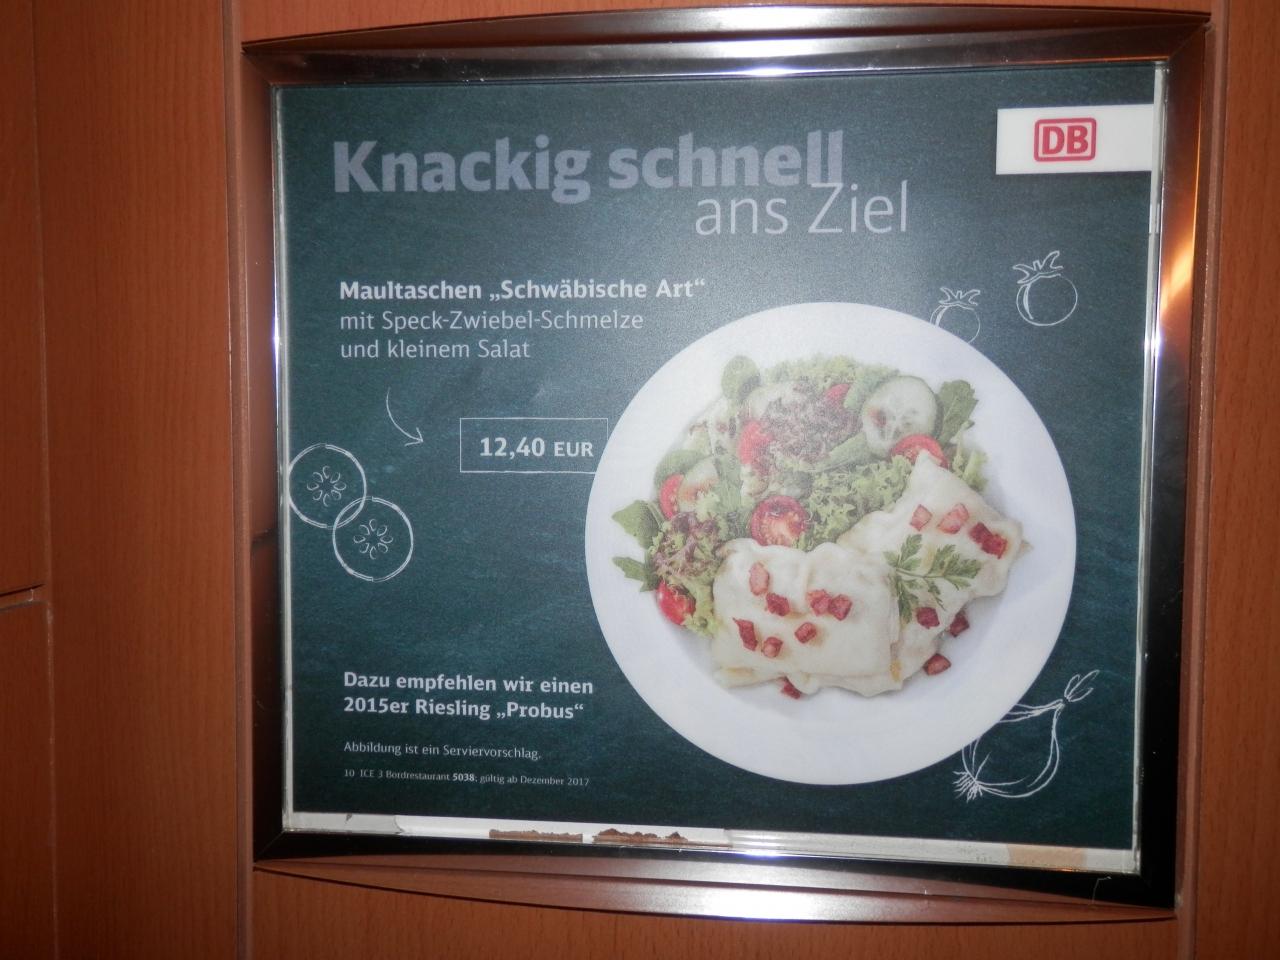 Knackig schnell
ans Ziel
DB
Maultaschen „Schwäbische Art“
mit Speck-Zwiebel-Schmelze
und kleinem Salat
12,40 EUR
Dazu empfehlen wir einen
2015er Riesling „Probus“
Abbildung ist ein Serviervorschlag.
10 ICE 3 Bordrestaurant 5038; gültig ab Dezember 2017